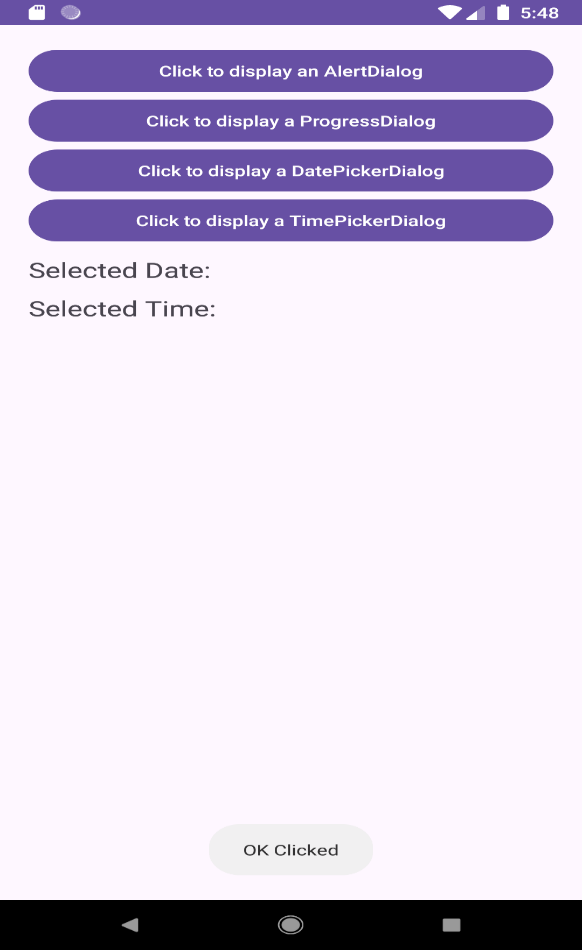 5:48
Click to display an AlertDialog
Click to display a ProgressDialog
Click to display a DatePickerDialog
Click to display a TimePickerDialog
Selected Date:
Selected Time:
OK Clicked